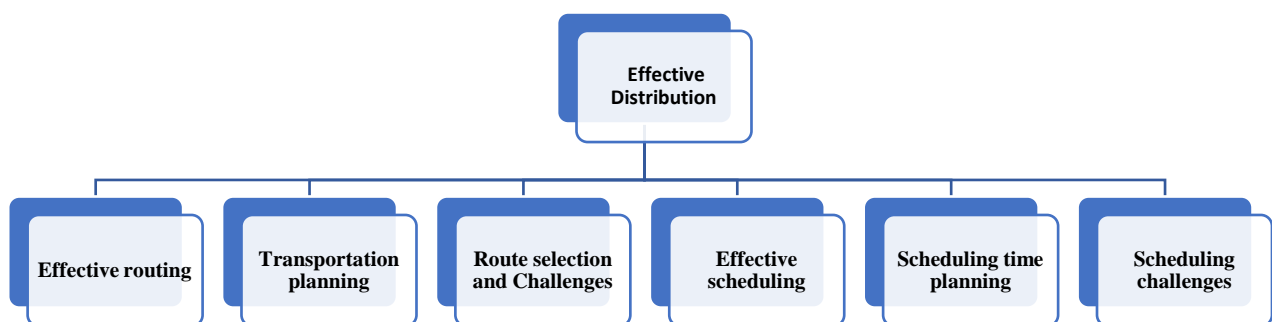 Effective
Distribution
Effective routing
Transportation
planning
Route selection
and Challenges
Effective
scheduling
Scheduling time
planning
Scheduling
challenges